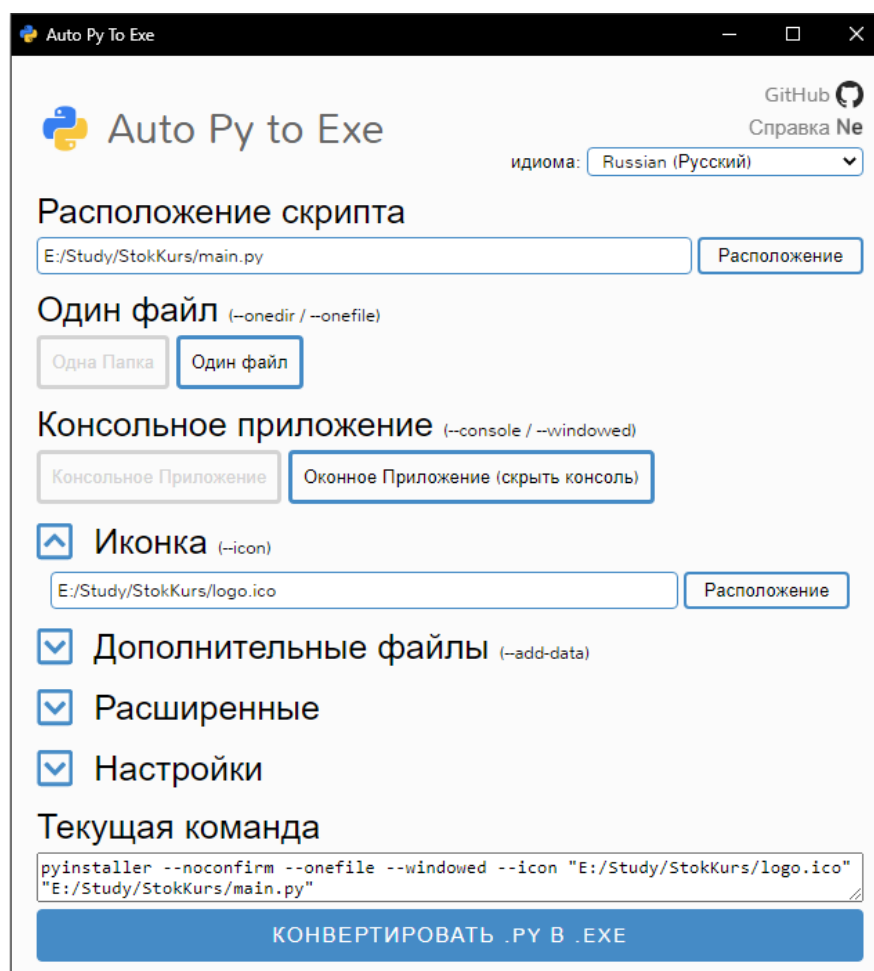 Auto Py To Exe
GitHub
Auto Py to Exe
Справка Ne
идиома: Russian (Русский)
Расположение скрипта
E:/Study/StokKurs/main.py Расположение
Один файл (--onedir / --onefile)
Одна Папка Один файл
Консольное приложение (--console / --windowed)
Консольное Приложение Оконное Приложение (скрыть консоль)
Иконка (--icon)
E:/Study/StokKurs/logo.ico Расположение
Дополнительные файлы (--add-data)
Расширенные
Настройки
Текущая команда
pyinstaller --noconfirm --onefile --windowed --icon "E:/Study/StokKurs/logo.ico"
"E:/Study/StokKurs/main.py"
КОНВЕРТИРОВАТЬ .PY В .EXE